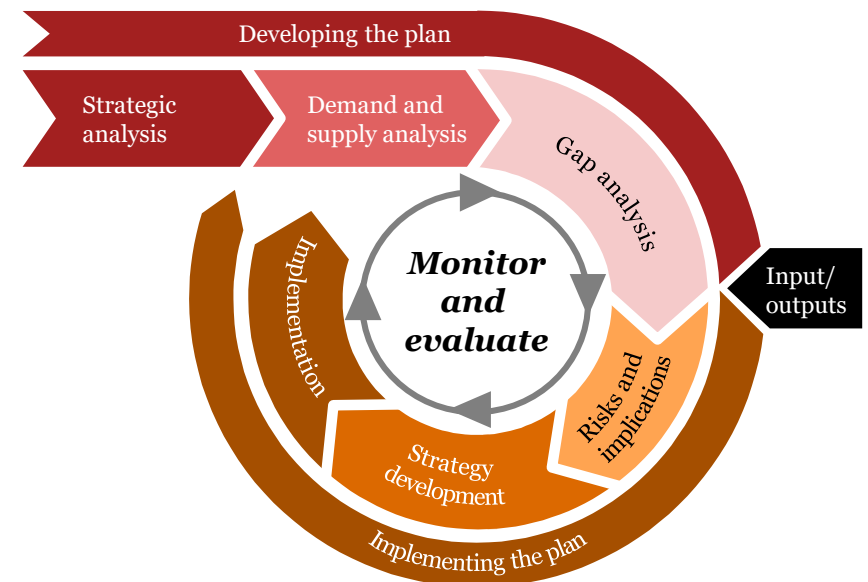 Developing the plan
Strategic
analysis
Demand and
supply analysis
Gap analysis
Input/
outputs
Risks and
implications
Strategy
development
Implementation
Monitor
and
evaluate
Implementing the plan